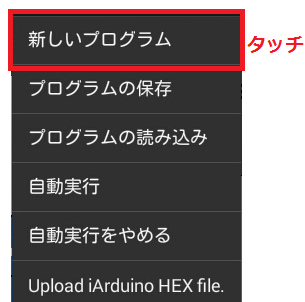 新しいプログラム
タッチ
プログラムの保存
プログラムの読み込み
自動実行
自動実行をやめる
Upload iArduino HEX file.